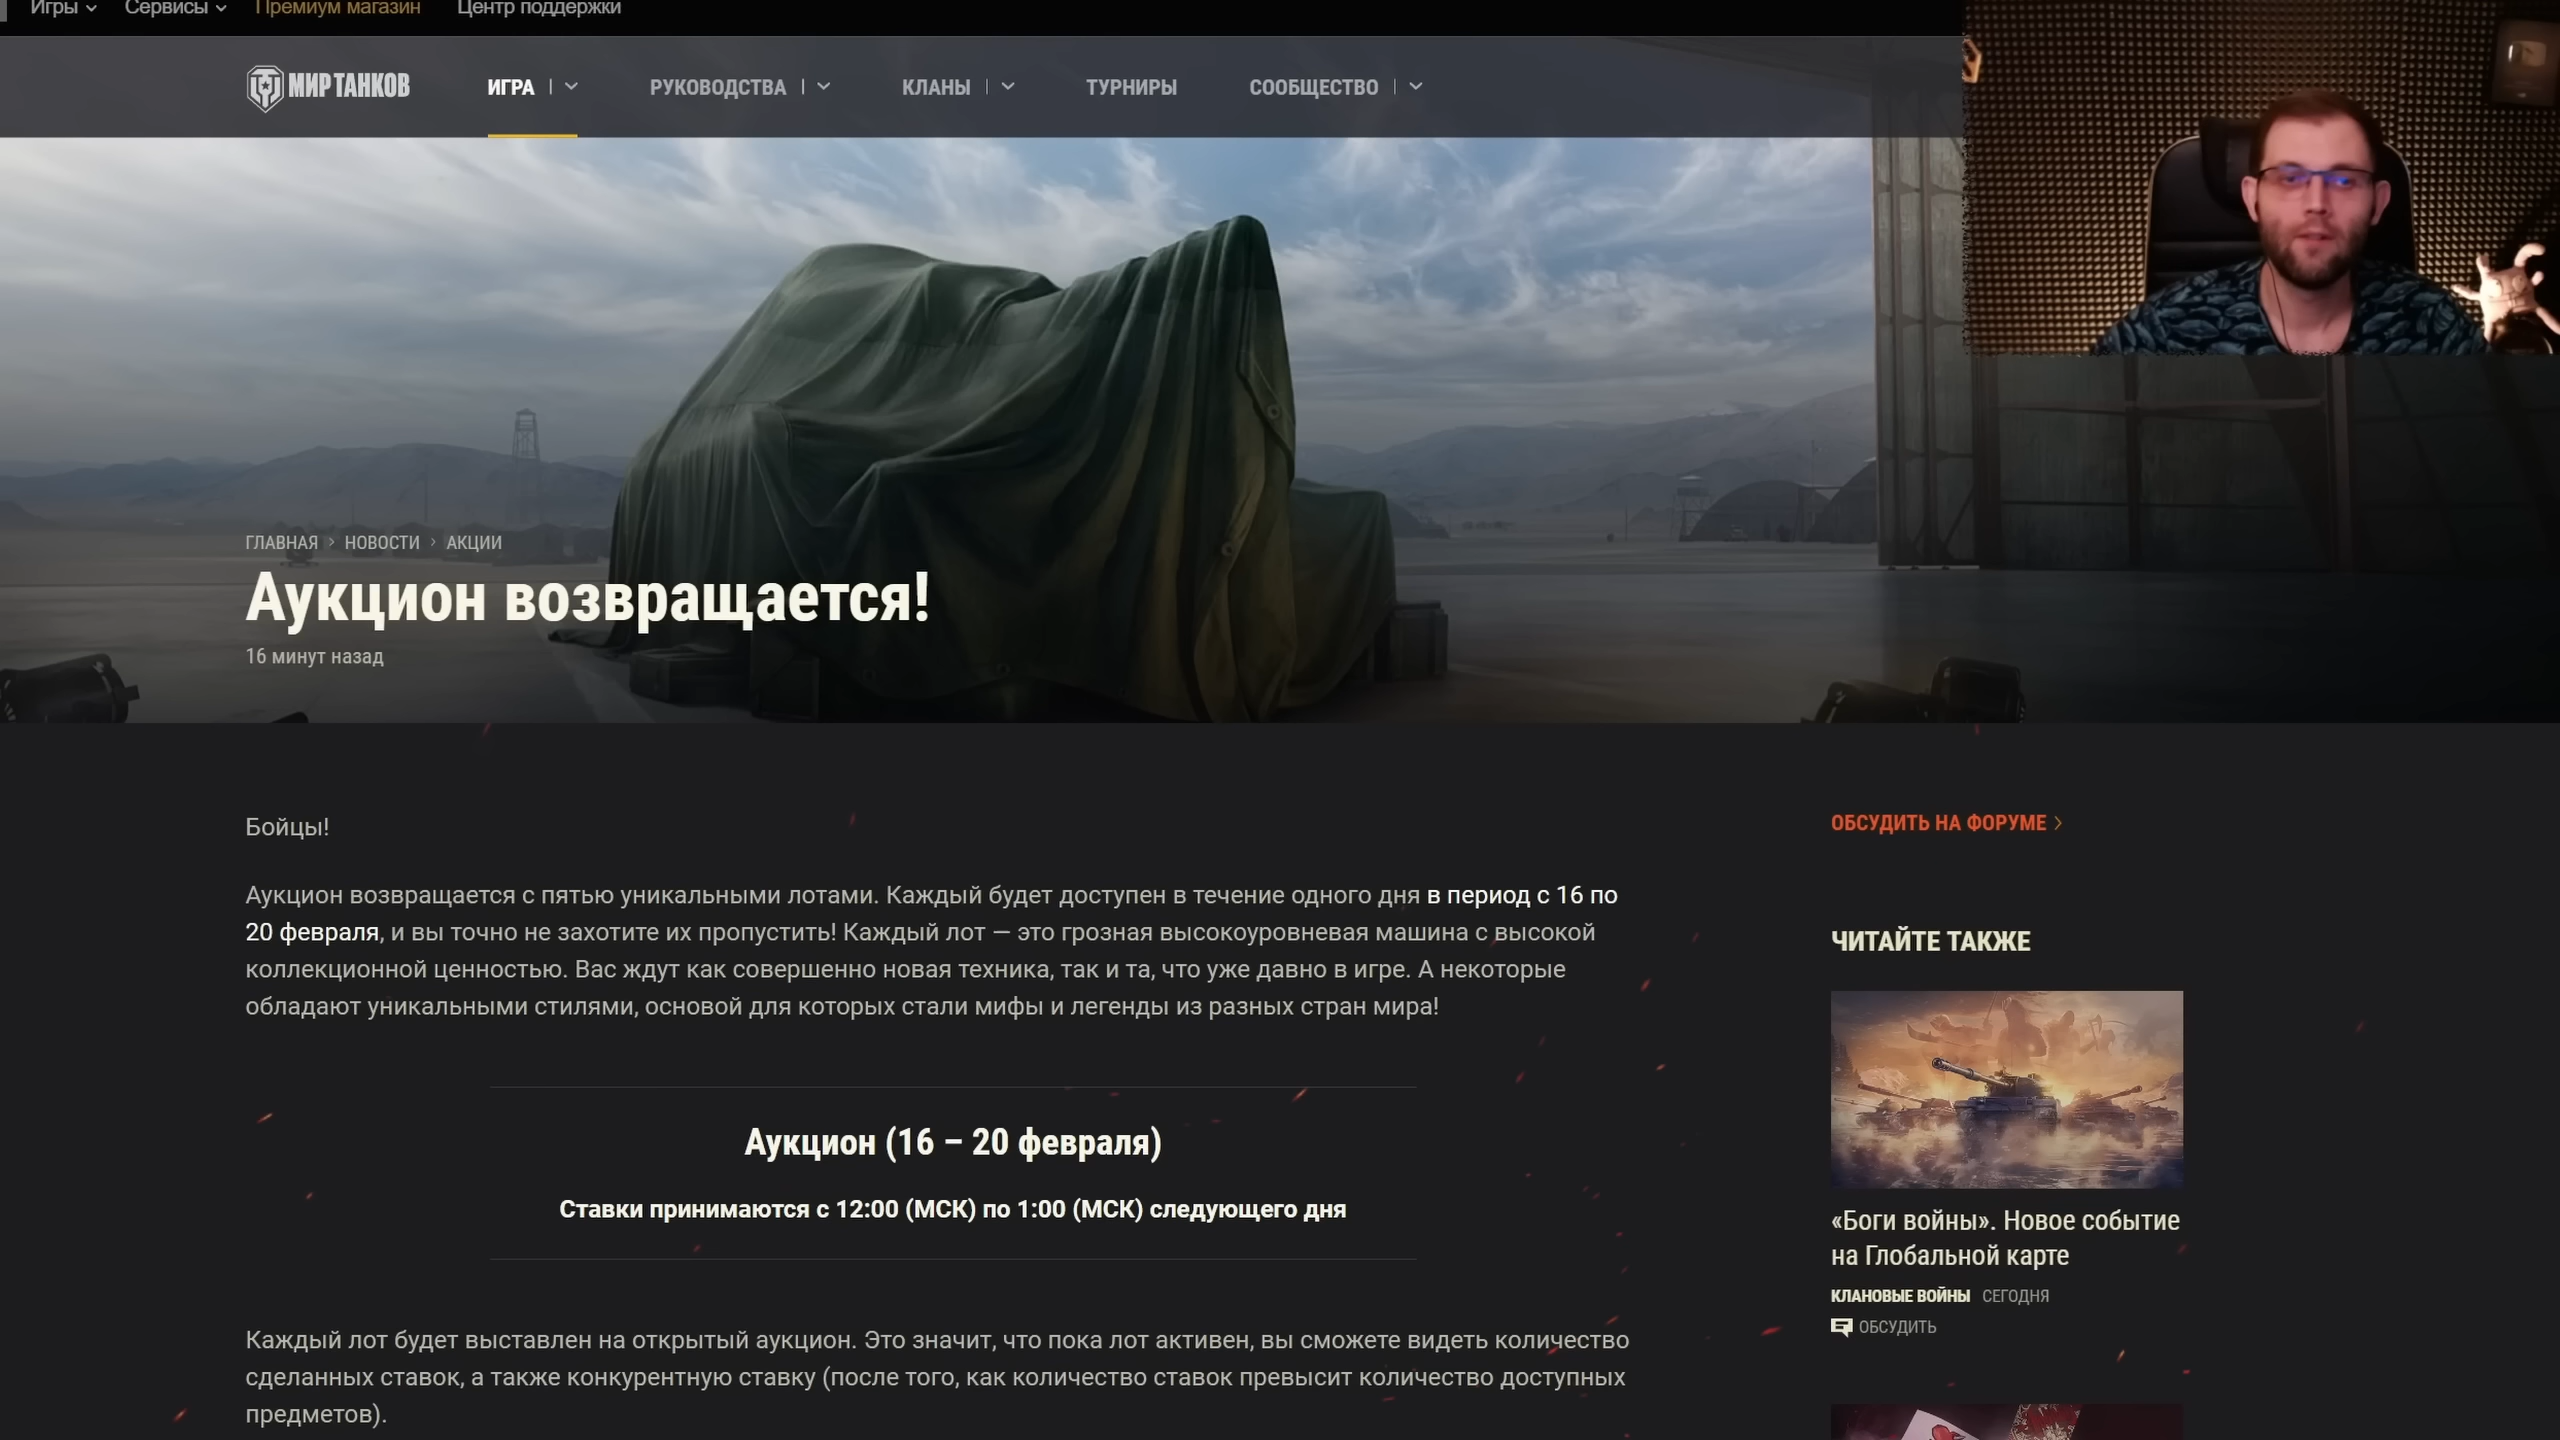 Игры
Сервисы
Премиум магазин
Центр поддержки
МИР ТАНКОВ
ИГРА
РУКОВОДСТВА
КЛАНЫ
ТУРНИРЫ
СООБЩЕСТВО
ГЛАВНАЯ › НОВОСТИ › АКЦИИ
Аукцион возвращается!
16 минут назад
Бойцы!
Аукцион возвращается с пятью уникальными лотами. Каждый будет доступен в течение одного дня в период с 16 по
20 февраля, и вы точно не захотите их пропустить! Каждый лот — это грозная высокоуровневая машина с высокой
коллекционной ценностью. Вас ждут как совершенно новая техника, так и та, что уже давно в игре. А некоторые
обладают уникальными стилями, основой для которых стали мифы и легенды из разных стран мира!
Аукцион (16 – 20 февраля)
Ставки принимаются с 12:00 (МСК) по 1:00 (МСК) следующего дня
Каждый лот будет выставлен на открытый аукцион. Это значит, что пока лот активен, вы сможете видеть количество
сделанных ставок, а также конкурентную ставку (после того, как количество ставок превысит количество доступных
предметов).
ОБСУДИТЬ НА ФОРУМЕ ›
ЧИТАЙТЕ ТАКЖЕ
«Боги войны». Новое событие
на Глобальной карте
КЛАНОВЫЕ ВОЙНЫ СЕГОДНЯ
ОБСУДИТЬ